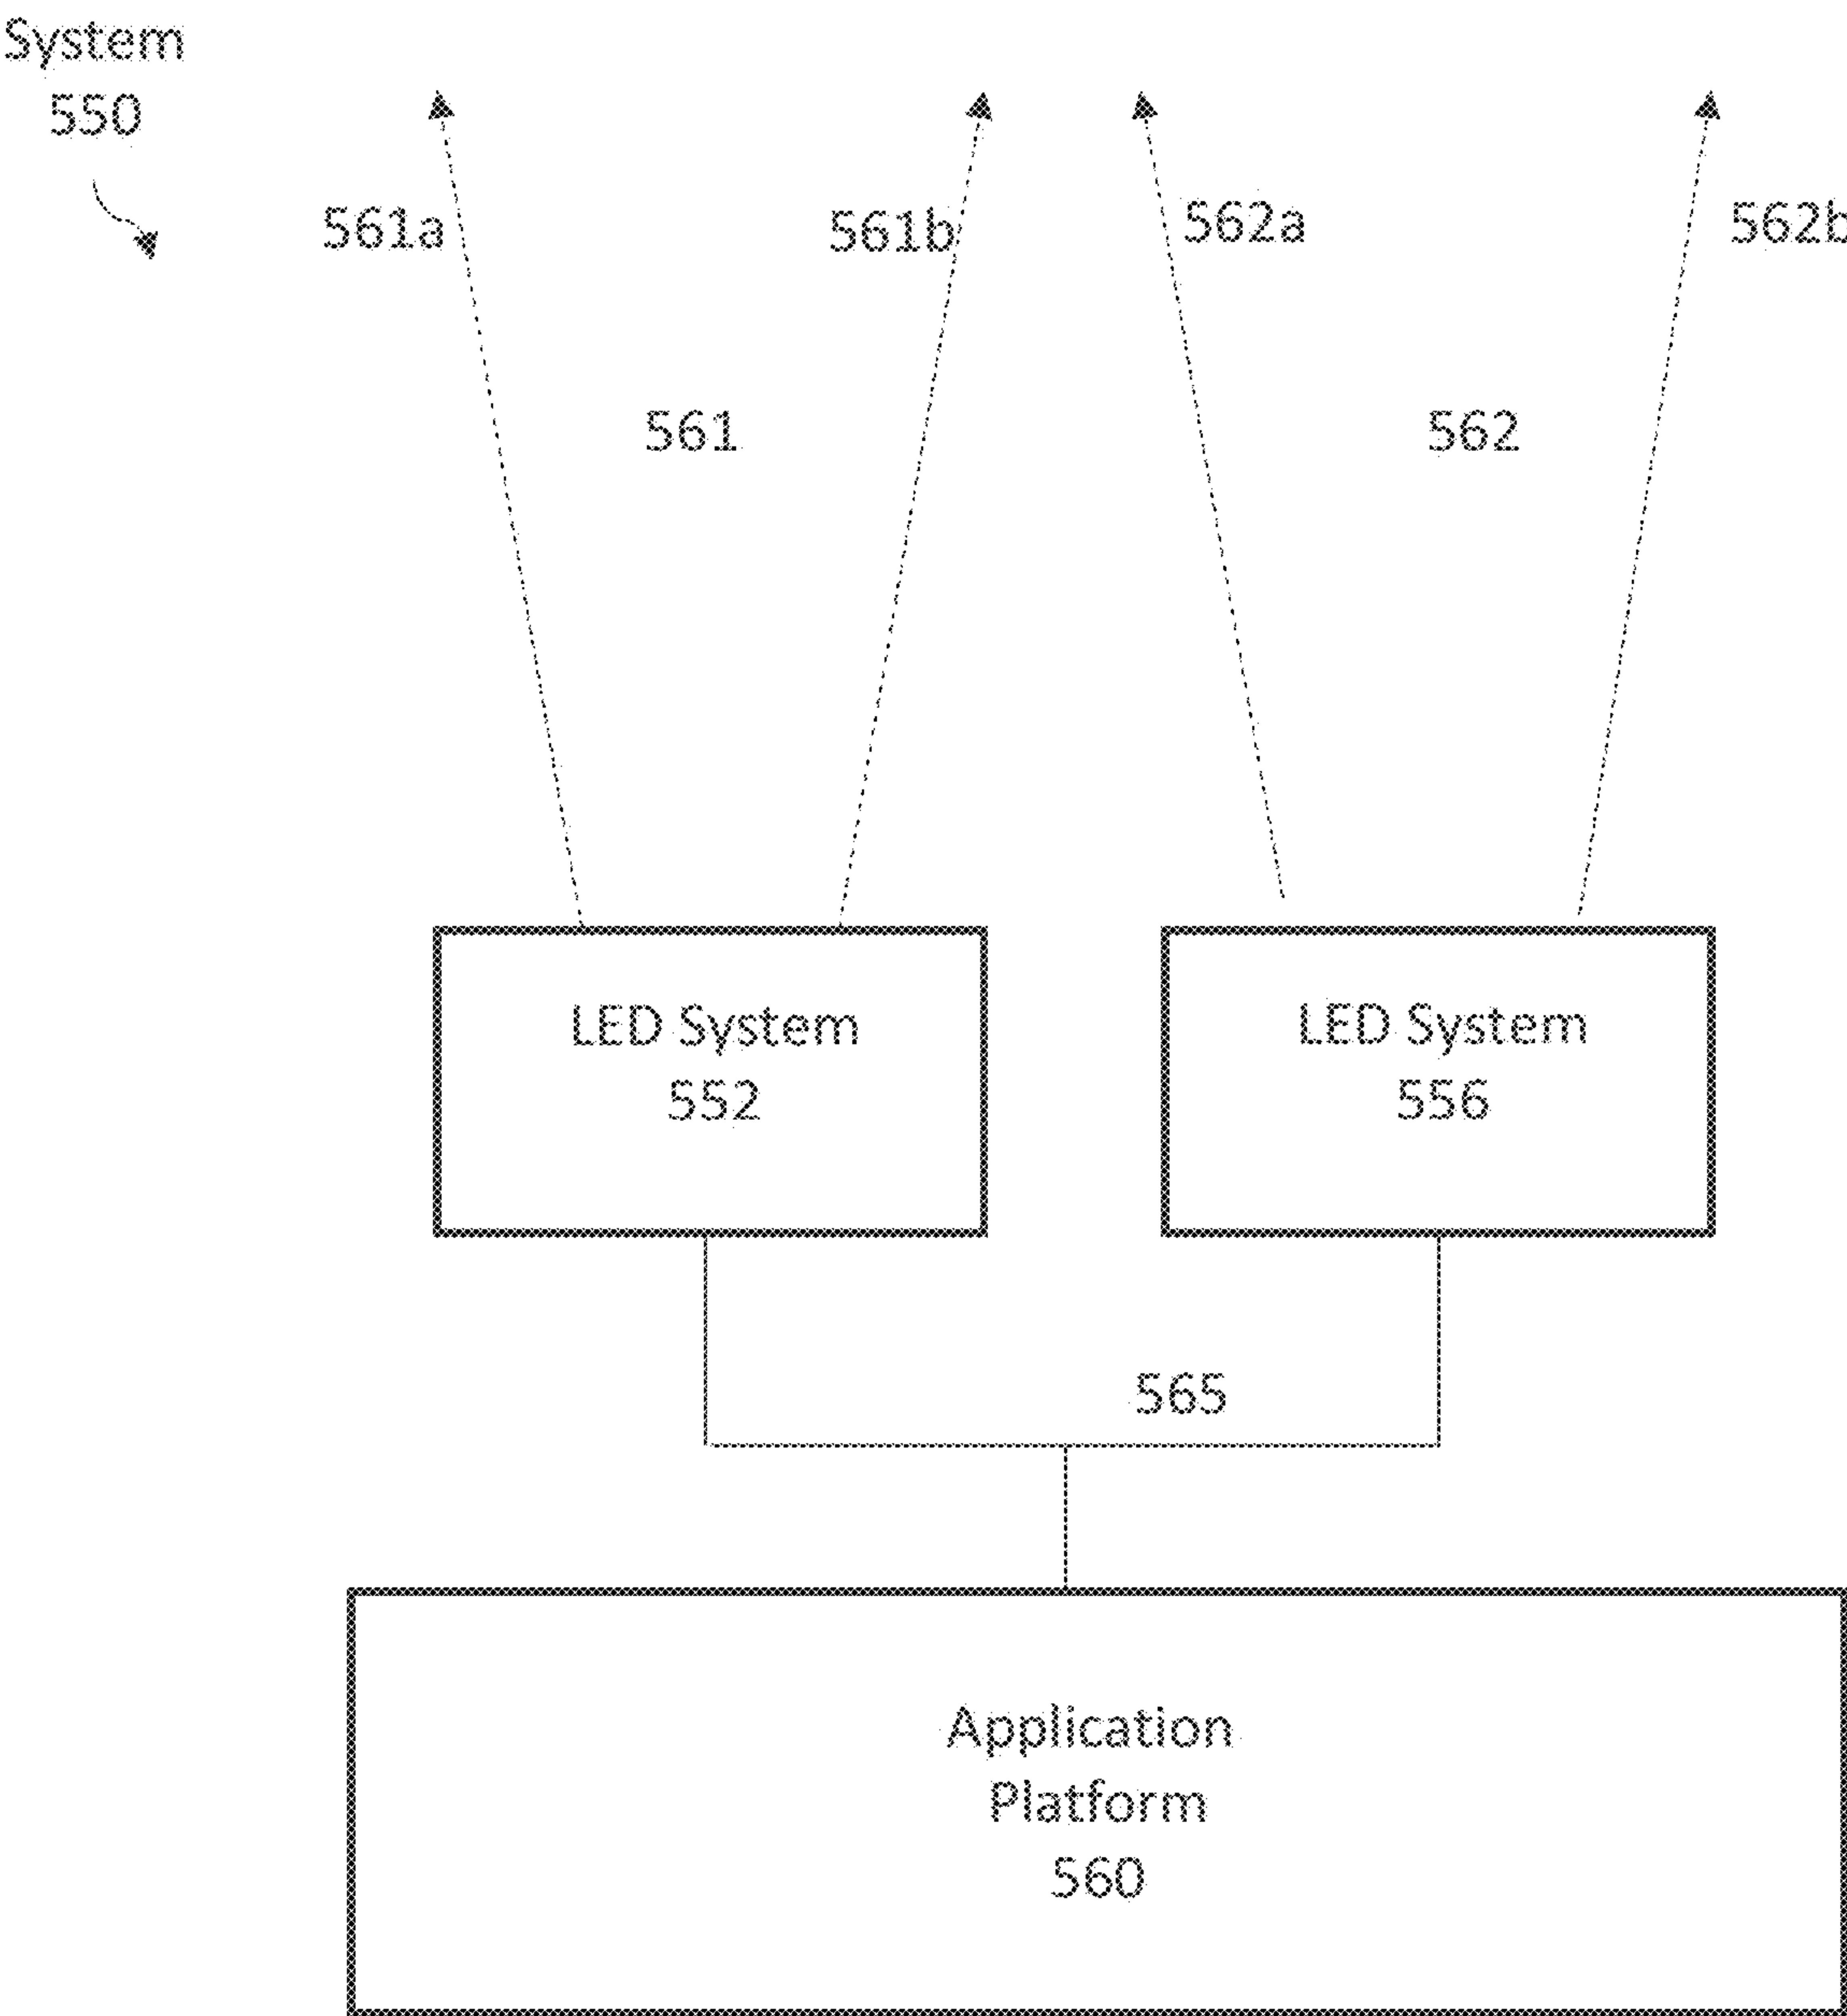 System
550
561a
561b
562a
562b
561
562
LED System
552
LED System
556
565
Application
Platform
560